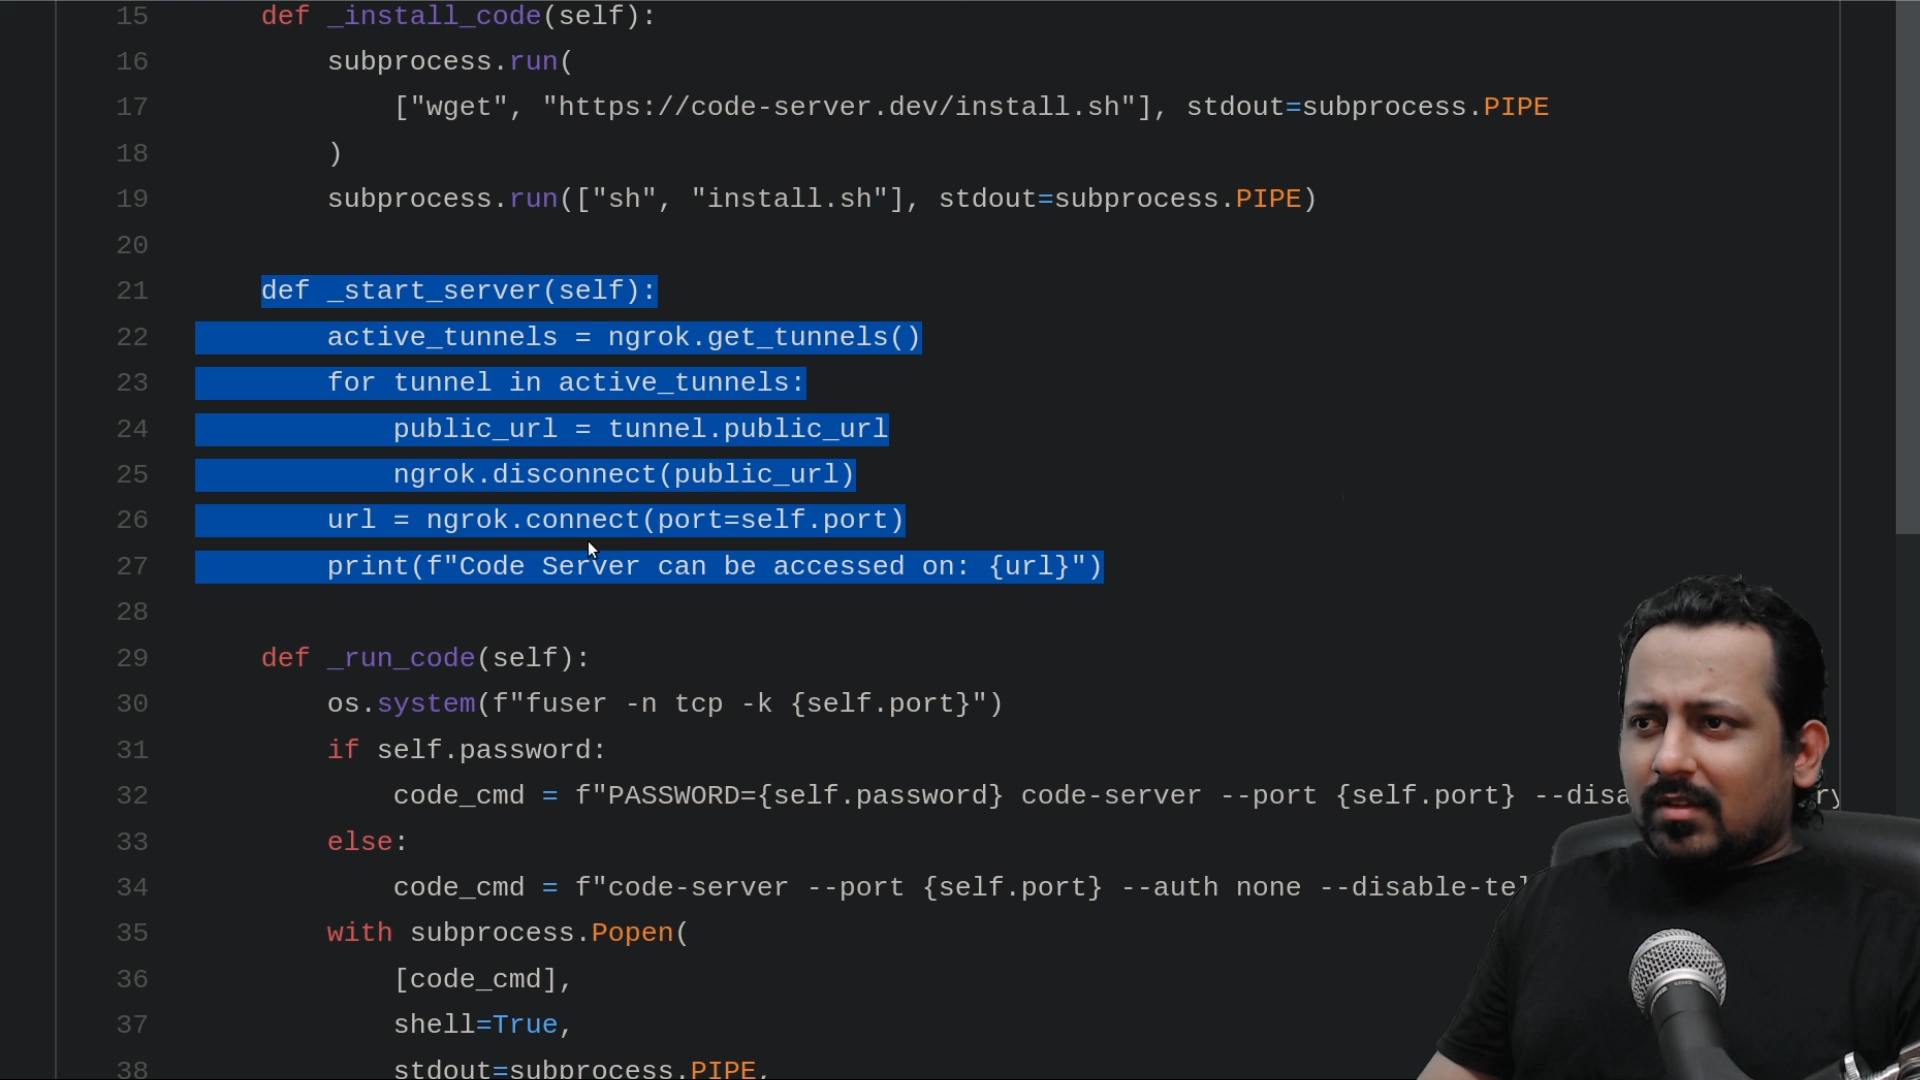 15 def _install_code(self):
16 subprocess.run(
17 ["wget", "https://code-server.dev/install.sh"], stdout=subprocess.PIPE
18 )
19 subprocess.run(["sh", "install.sh"], stdout=subprocess.PIPE)
20
21 def _start_server(self):
22 active_tunnels = ngrok.get_tunnels()
23 for tunnel in active_tunnels:
24 public_url = tunnel.public_url
25 ngrok.disconnect(public_url)
26 url = ngrok.connect(port=self.port)
27 print(f"Code Server can be accessed on: {url}")
28
29 def _run_code(self):
30 os.system(f"fuser -n tcp -k {self.port}")
31 if self.password:
32 code_cmd = f"PASSWORD={self.password} code-server --port {self.port}
33 else:
34 code_cmd = f"code-server --port {self.port} --auth none
35 with subprocess.Popen(
36 [code_cmd],
37 shell=True,
38 stdout=subprocess.PIPE,